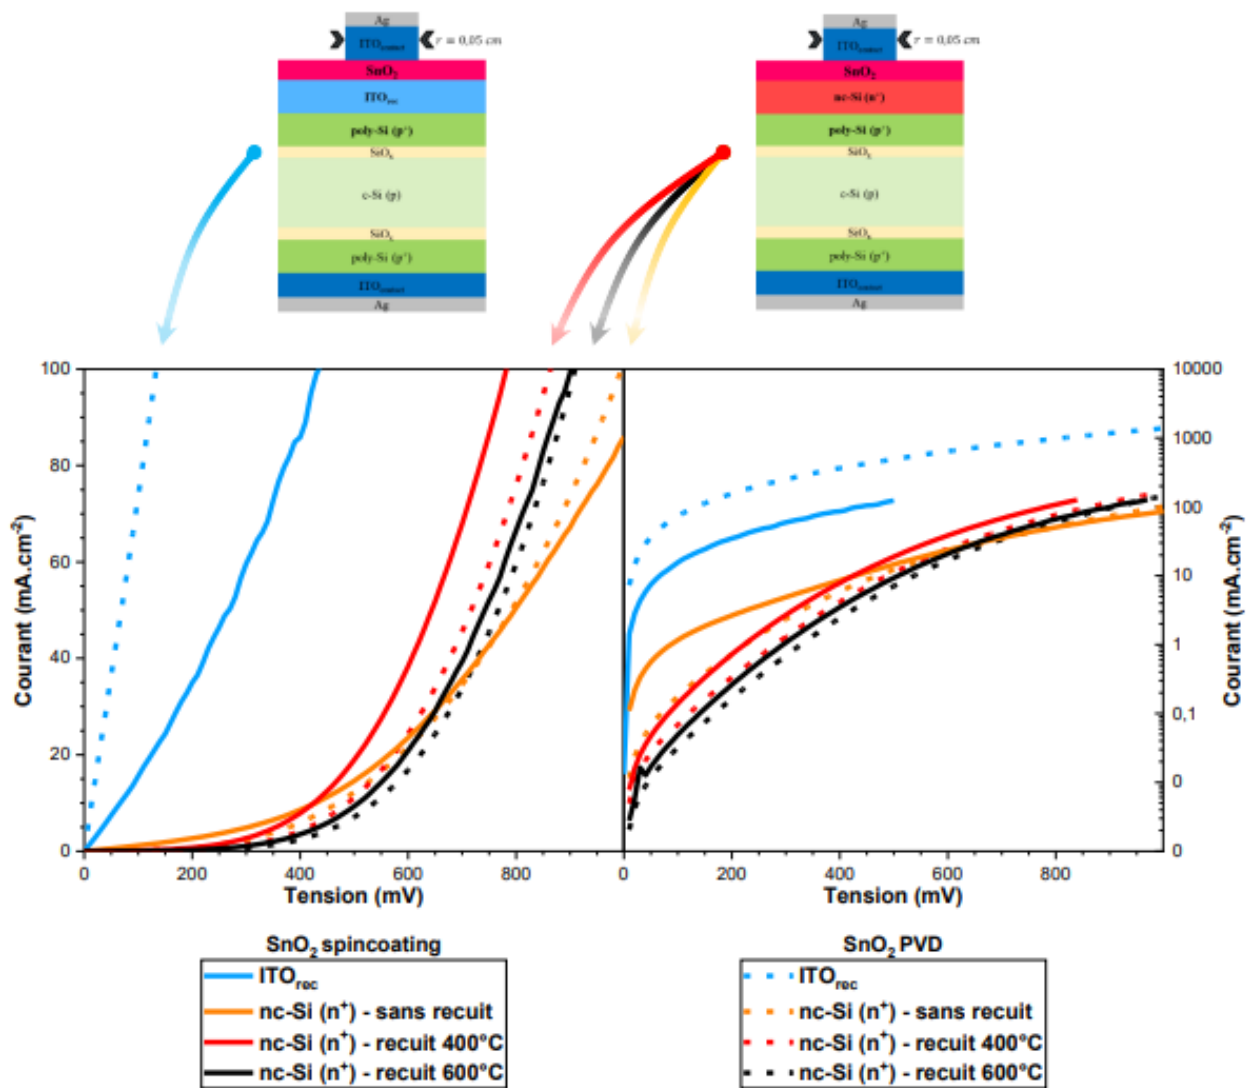 Ag
ITOcontact
r = 0,05 cm
SnO2
ITOrec
poly-Si (p+)
SiOx
c-Si (p)
SiOx
poly-Si (p+)
ITOcontact
Ag
Ag
ITOcontact
r = 0,05 cm
SnO2
nc-Si (n+)
poly-Si (p+)
SiOx
c-Si (p)
SiOx
poly-Si (p+)
ITOcontact
Ag
Courant (mA.cm-2)
100
80
60
40
20
0
0
200
400
600
800
Tension (mV)
0
200
400
600
800
Tension (mV)
10000
1000
100
10
1
0,1
0
0
Courant (mA.cm-2)
SnO2 spincoating
ITOrec
nc-Si (n+) - sans recuit
nc-Si (n+) - recuit 400°C
nc-Si (n+) - recuit 600°C
SnO2 PVD
ITOrec
nc-Si (n+) - sans recuit
nc-Si (n+) - recuit 400°C
nc-Si (n+) - recuit 600°C